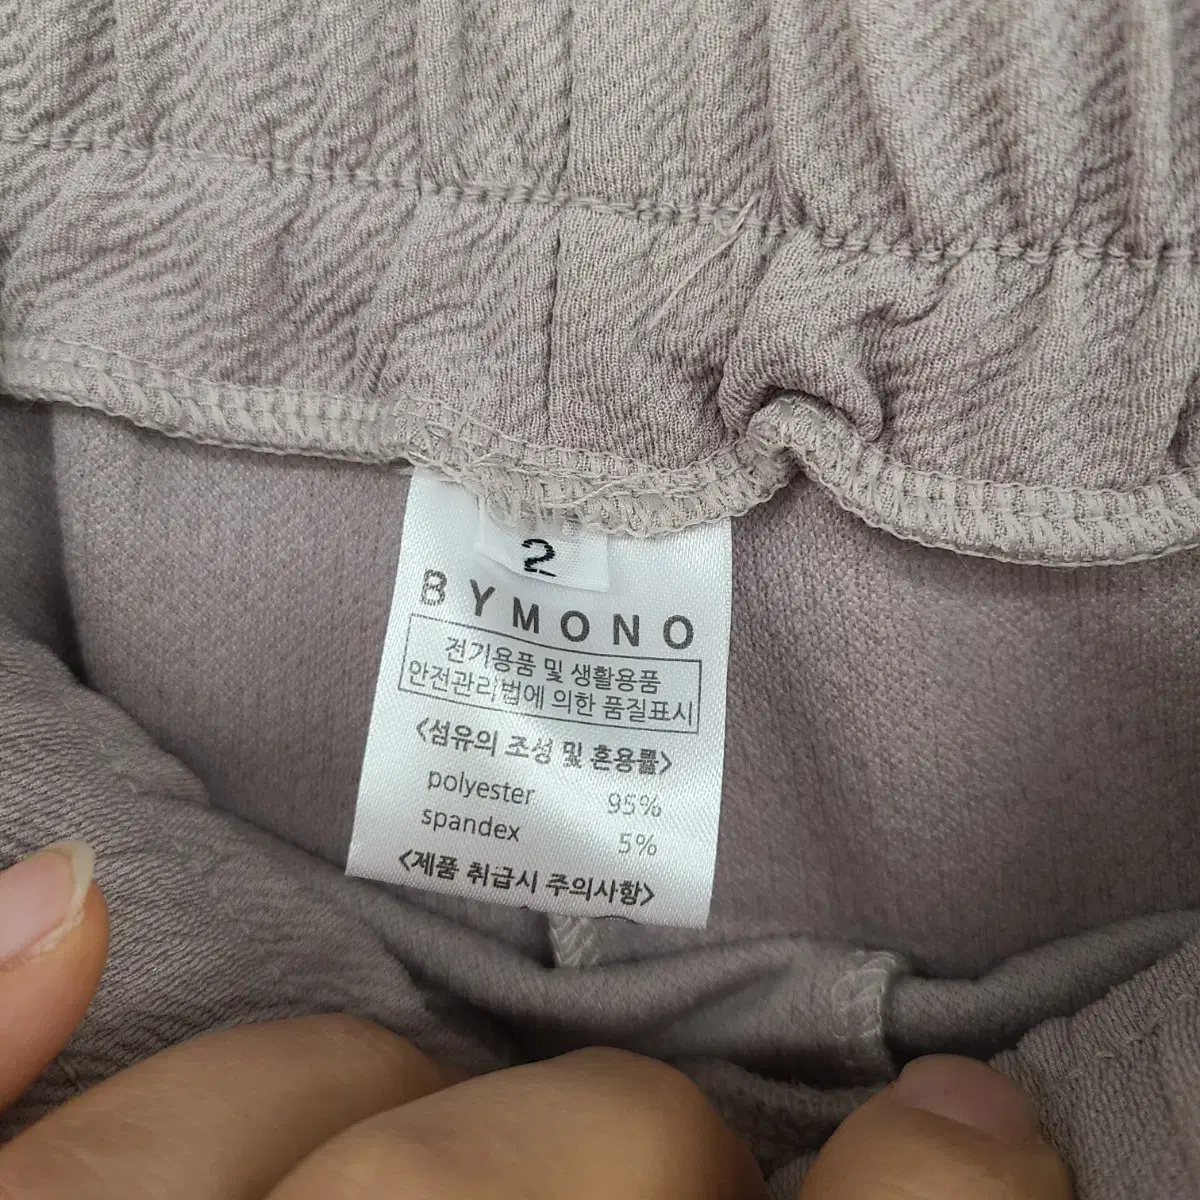 2
BYMONO
전기용품 및 생활용품
안전관리법에 의한 품질표시
<섬유의 조성 및 혼용률>
polyester 95%
spandex 5%
<제품 취급시 주의사항>